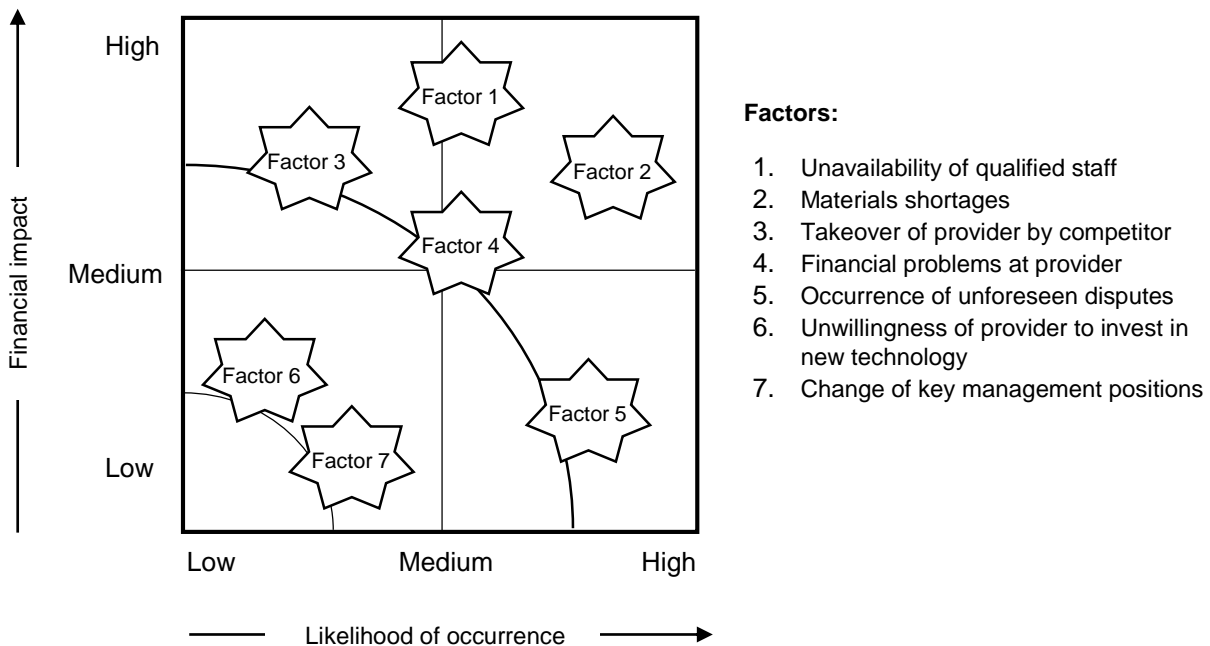 High
Medium
Low
Financial impact
Factor 1
Factor 2
Factor 3
Factor 4
Factor 5
Factor 6
Factor 7
Low Medium High
Likelihood of occurrence
Factors:
1. Unavailability of qualified staff
2. Materials shortages
3. Takeover of provider by competitor
4. Financial problems at provider
5. Occurrence of unforeseen disputes
6. Unwillingness of provider to invest in
new technology
7. Change of key management positions